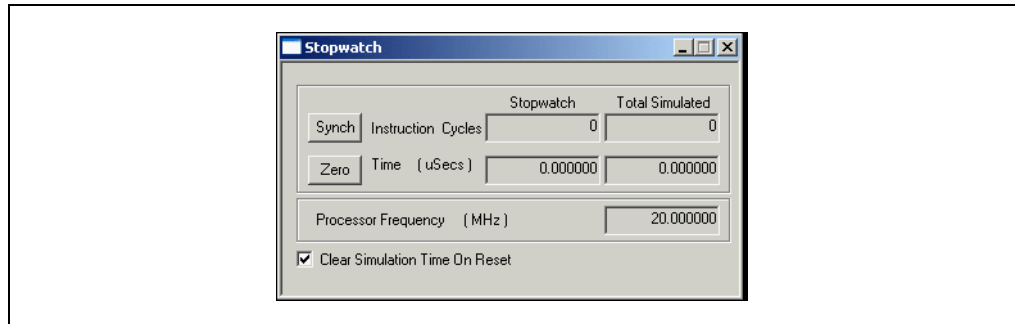 Stopwatch
Stopwatch Total Simulated
Synch Instruction Cycles 0 0
Zero Time ( uSecs ) 0.000000 0.000000
Processor Frequency ( MHz ) 20.000000
Clear Simulation Time On Reset